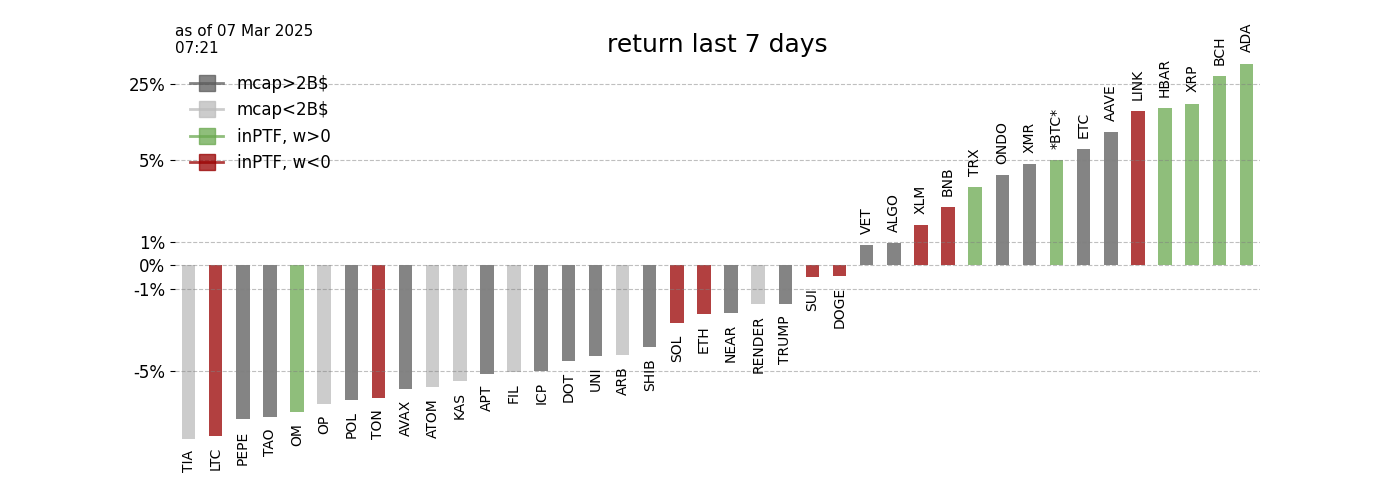 as of 07 Mar 2025
07:21
return last 7 days
mcap>2B$
mcap<2B$
inPTF, w>0
inPTF, w<0
25%
5%
1%
0%
-1%
-5%
TIA
LTC
PEPE
TAO
OM
OP
POL
TON
AVAX
ATOM
KAS
APT
FIL
ICP
DOT
UNI
ARB
SHIB
SOL
ETH
NEAR
RENDER
TRUMP
SUI
DOGE
VET
ALGO
XLM
BNB
TRX
ONDO
XMR
*BTC*
ETC
AAVE
LINK
HBAR
XRP
BCH
ADA